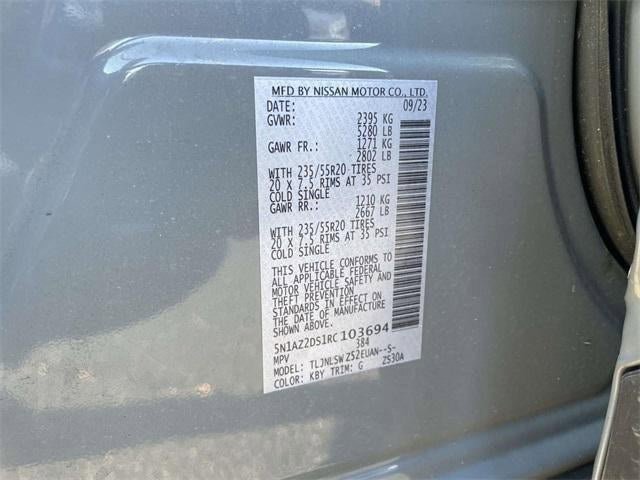 MFD BY NISSAN MOTOR CO., LTD.
DATE: 09/23
GVWR: 2395 KG
5280 LB
GAWR FR.: 1271 KG
2802 LB
WITH 235/55R20 TIRES
20 X 7.5 RIMS AT 35 PSI
COLD SINGLE
GAWR RR.: 1210 KG
2667 LB
WITH 235/55R20 TIRES
20 X 7.5 RIMS AT 35 PSI
COLD SINGLE
THIS VEHICLE CONFORMS TO
ALL APPLICABLE FEDERAL
MOTOR VEHICLE SAFETY AND
THEFT PREVENTION
STANDARDS IN EFFECT ON
THE DATE OF MANUFACTURE
SHOWN ABOVE.
5N1AZ2DS1RC103694
MPV 384
MODEL: TLJNLSWZS2EUAN--S-
COLOR: KBY TRIM: G ZS30A